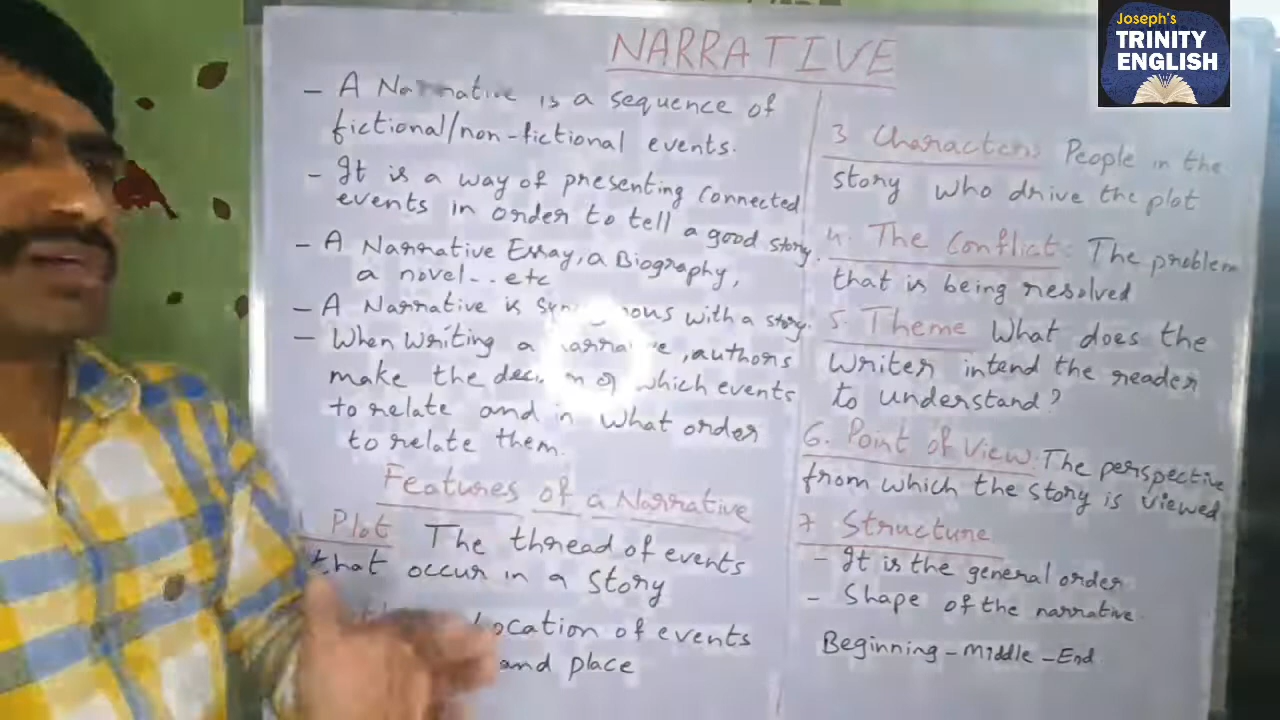 NARRATIVE
- A Narrative is a sequence of
fictional/non-fictional events.
- It is a way of presenting connected
events in order to tell a good story.
- A Narrative Essay, a Biography,
a novel... etc
- A Narrative is with a story.
- When writing a narrative, authors
make the of which events
to relate and in what order
to relate them.
Features of a Narrative
1 Plot The thread of events
that occur in a story
Location of events
and place
3 Characters: People in the
story who drive the plot
4. The Conflict: The problem
that is being resolved
5. Theme What does the
writer intend the reader
to understand?
6. Point of View: The perspective
from which the story is viewed
7 Structure
- It is the general order
- Shape of the narrative.
Beginning - Middle - End
Joseph's
TRINITY
ENGLISH